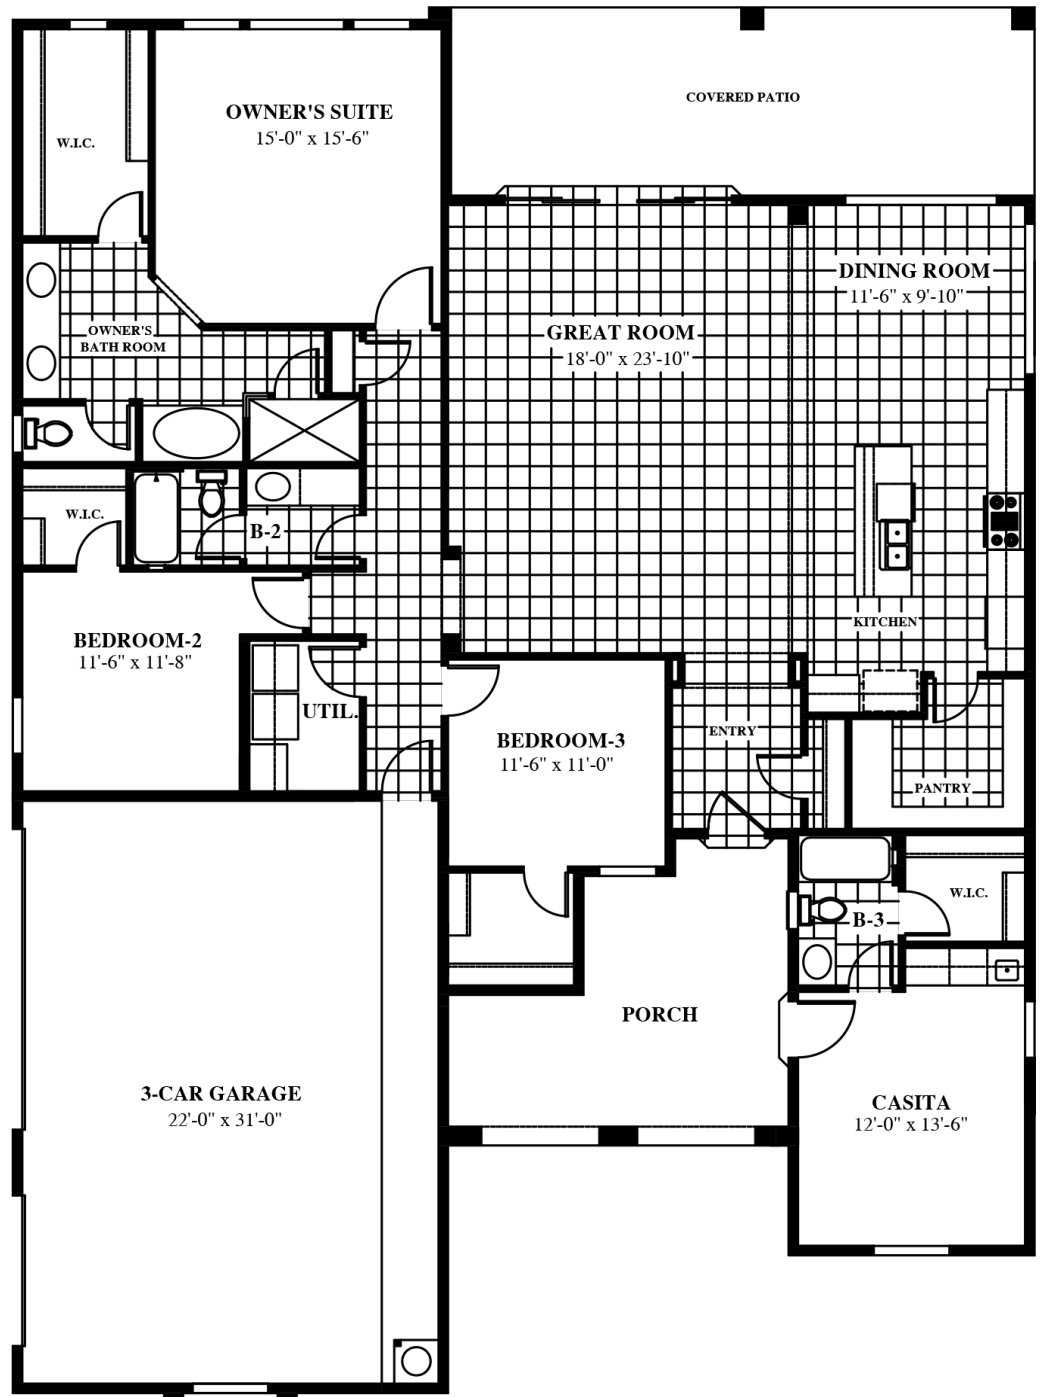 COVERED PATIO
OWNER'S SUITE
15'-0" x 15'-6"
W.I.C.
DINING ROOM
11'-6" x 9'-10"
GREAT ROOM
18'-0" x 23'-10"
OWNER'S
BATH ROOM
W.I.C.
B-2
KITCHEN
BEDROOM-2
11'-6" x 11'-8"
UTIL.
ENTRY
BEDROOM-3
11'-6" x 11'-0"
PANTRY
W.I.C.
B-3
PORCH
3-CAR GARAGE
22'-0" x 31'-0"
CASITA
12'-0" x 13'-6"